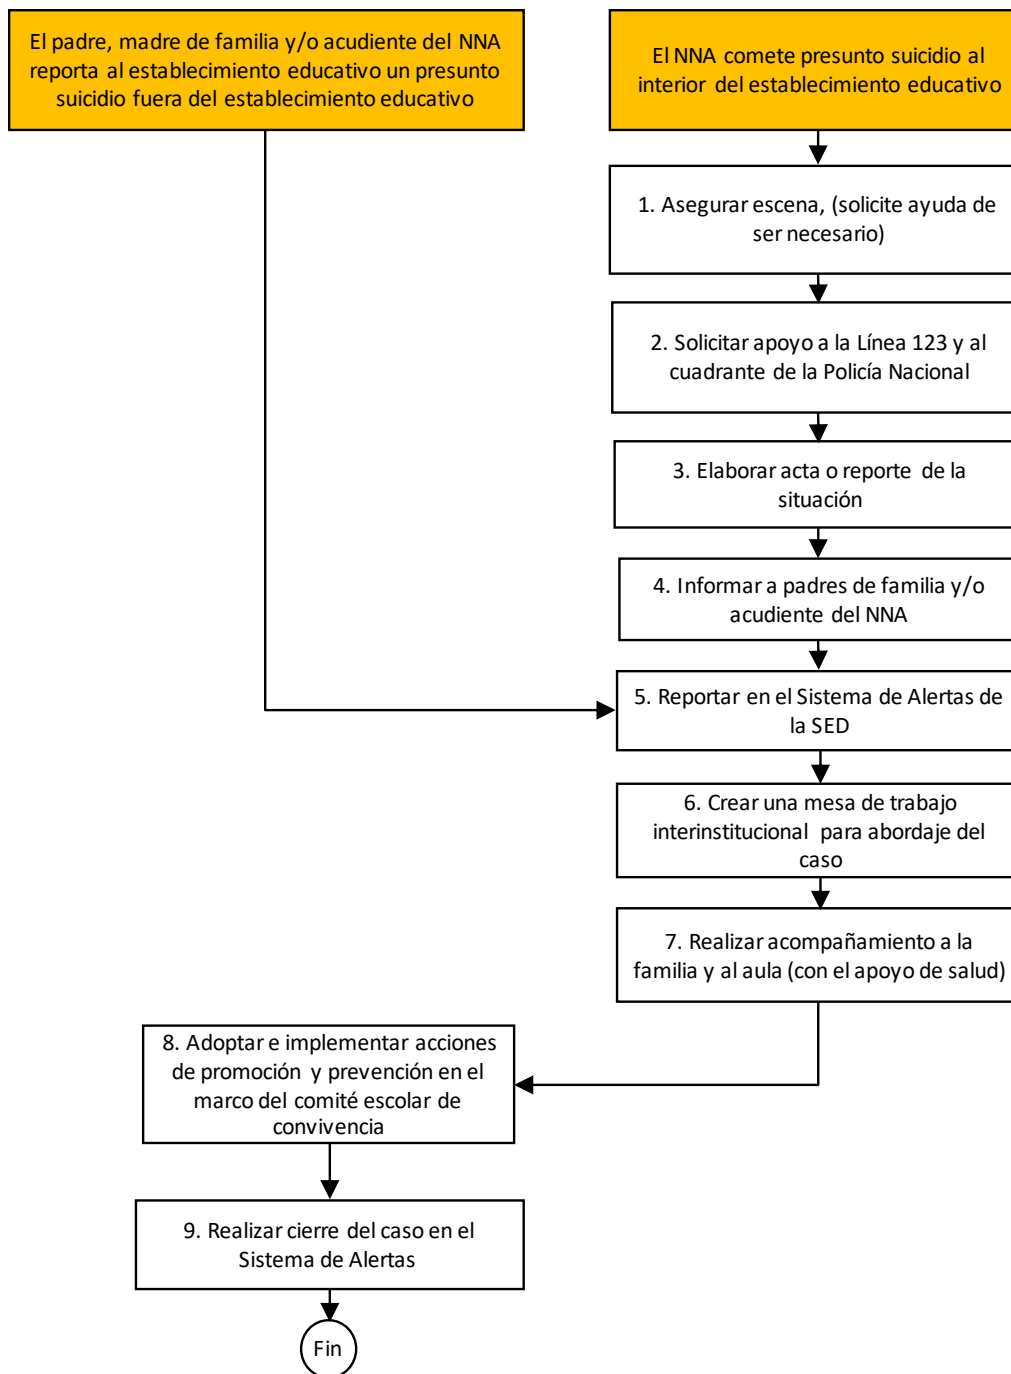 El padre, madre de familia y/o acudiente del NNA
reporta al establecimiento educativo un presunto
suicidio fuera del establecimiento educativo
El NNA comete presunto suicidio al
interior del establecimiento educativo
1. Asegurar escena, (solicite ayuda de
ser necesario)
2. Solicitar apoyo a la Línea 123 y al
cuadrante de la Policía Nacional
3. Elaborar acta o reporte de la
situación
4. Informar a padres de familia y/o
acudiente del NNA
5. Reportar en el Sistema de Alertas de
la SED
6. Crear una mesa de trabajo
interinstitucional para abordaje del
caso
7. Realizar acompañamiento a la
familia y al aula (con el apoyo de salud)
8. Adoptar e implementar acciones
de promoción y prevención en el
marco del comité escolar de
convivencia
9. Realizar cierre del caso en el
Sistema de Alertas
Fin